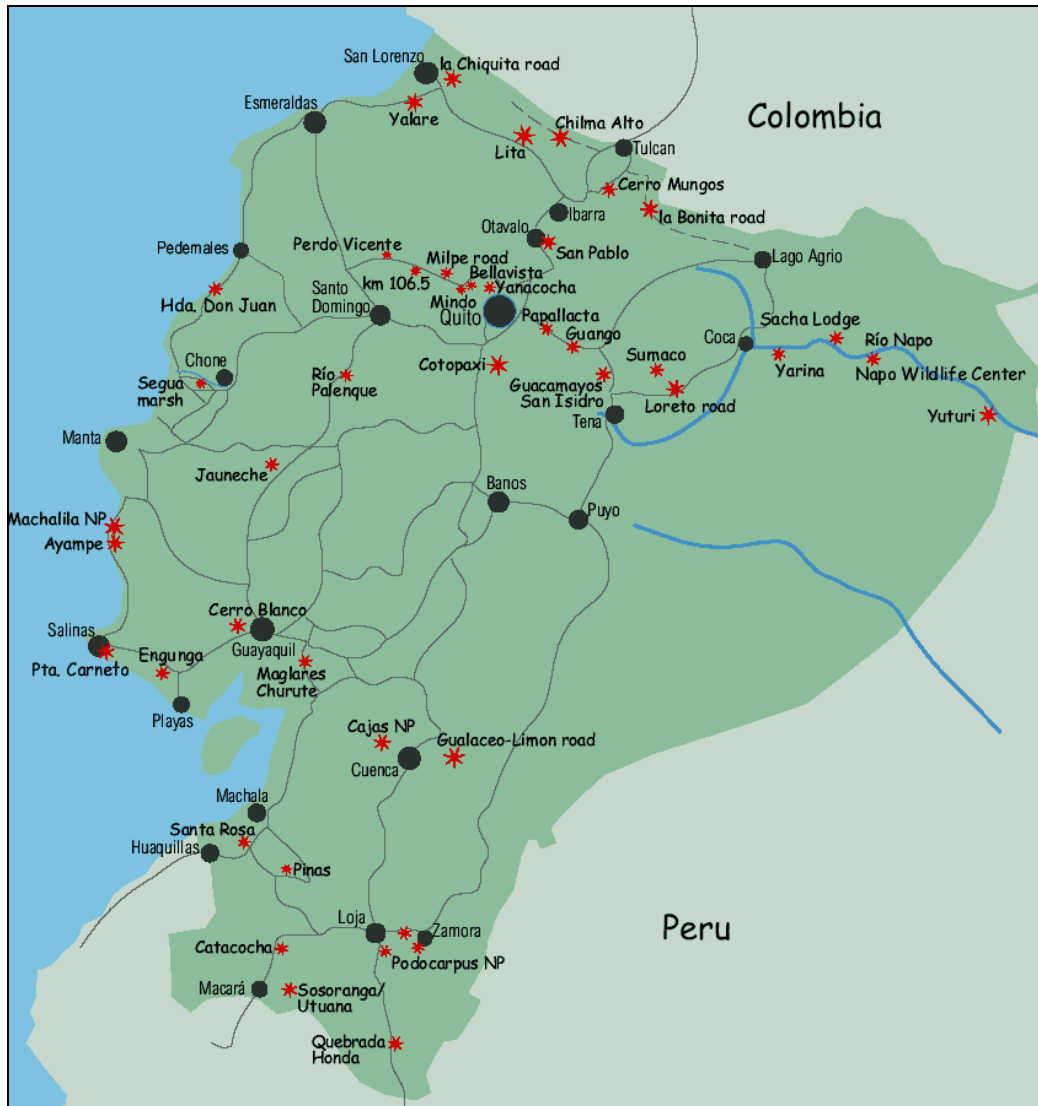 San Lorenzo
la Chiquita road
Esmeraldas
Yalare
Colombia
Chilma Alto
Lita
Tulcan
Cerro Mungos
Ibarra
la Bonita road
Otavalo
San Pablo
Pedernales
Perdo Vicente
Milpe road
Lago Agrio
km 106.5
Bellavista
Yanacocha
Hda. Don Juan
Santo
Domingo
Mindo
Quito
Papallacta
Guango
Sacha Lodge
Coca
Río Napo
Chone
Cotopaxi
Sumaco
Yarina
Napo Wildlife Center
Segua
marsh
Río
Palenque
Guacamayos
San Isidro
Loreto road
Tena
Yuturi
Manta
Jauneche
Banos
Puyo
Machalila NP
Ayampe
Cerro Blanco
Salinas
Guayaquil
Engunga
Pta. Carneto
Maglares
Churute
Playas
Cajas NP
Gualaceo-Limon road
Cuenca
Machala
Santa Rosa
Huaquillas
Pinas
Peru
Loja
Zamora
Catacocha
Podocarpus NP
Macará
Sosoranga/
Utuana
Quebrada
Honda